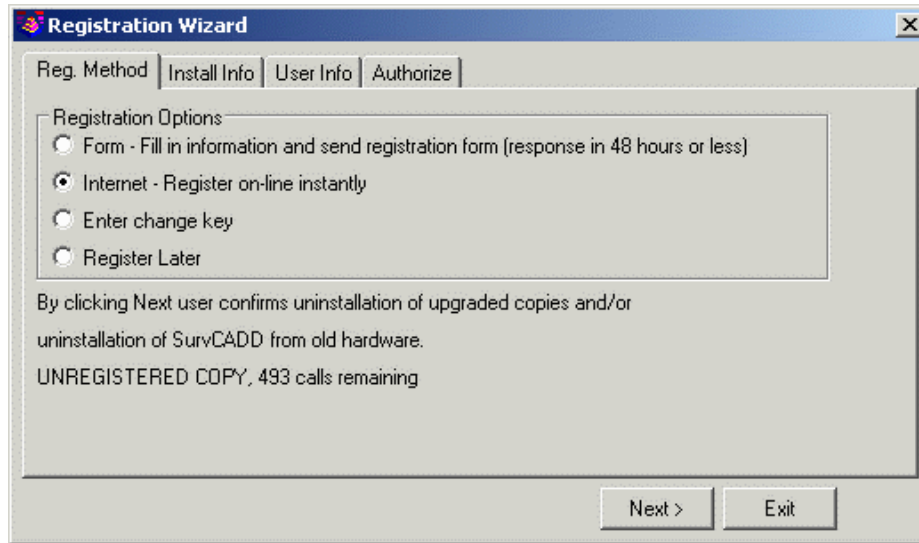 Registration Wizard
Reg. Method Install Info User Info Authorize
Registration Options
Form - Fill in information and send registration form (response in 48 hours or less)
Internet - Register on-line instantly
Enter change key
Register Later
By clicking Next user confirms uninstallation of upgraded copies and/or
uninstallation of SurvCADD from old hardware.
UNREGISTERED COPY, 493 calls remaining
Next > Exit